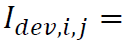 I_{dev,i,j} =